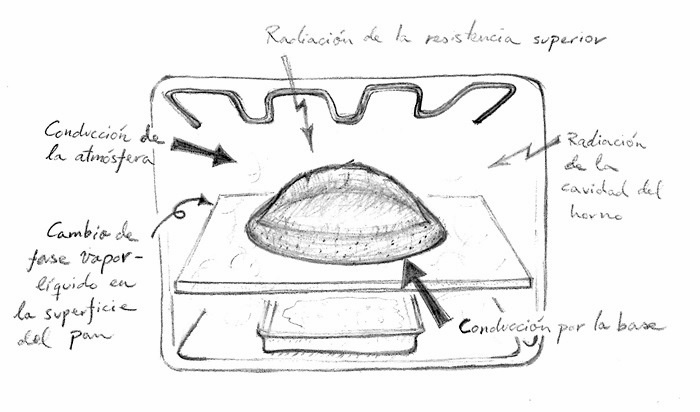 Radiación de la resistencia superior
Conducción de
la atmósfera
Radiación
de la
cavidad del
horno
Cambio de
fase vapor-
líquido en
la superficie
del pan
Conducción por la base